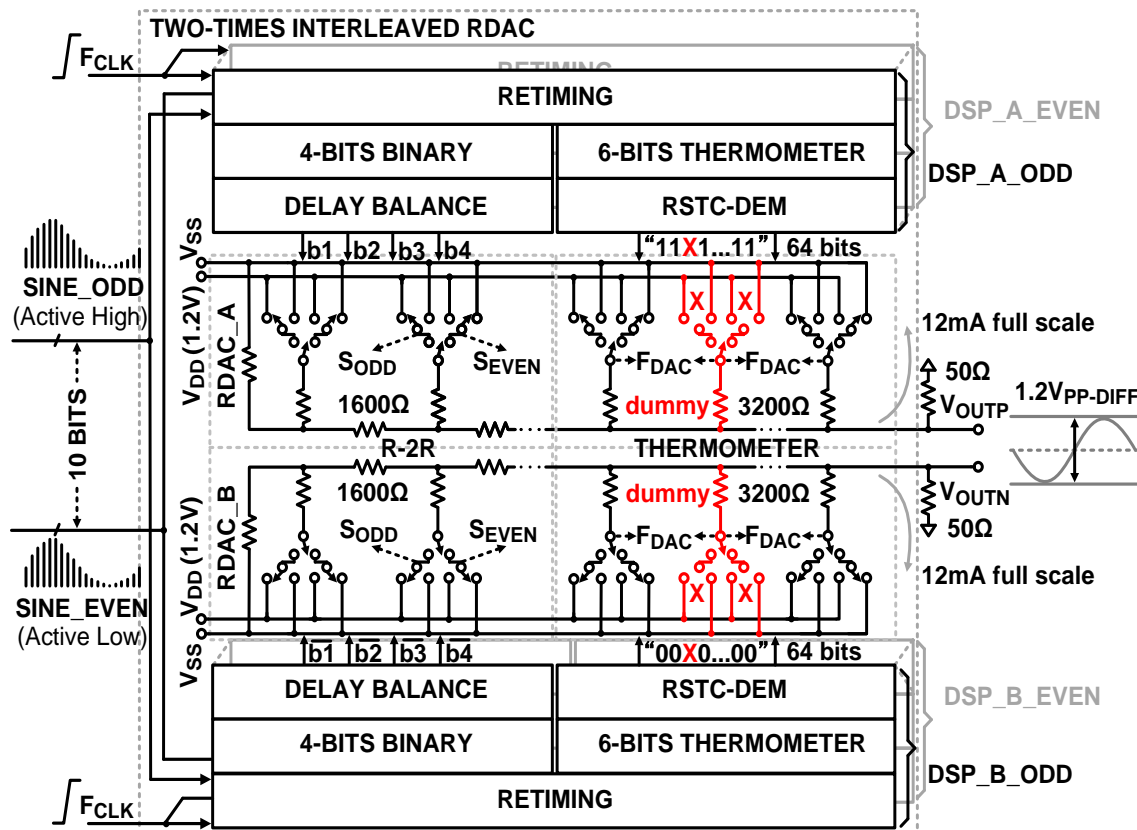 TWO-TIMES INTERLEAVED RDAC
FCLK
RETIMING
RETIMING
4-BITS BINARY
6-BITS THERMOMETER
DELAY BALANCE
RSTC-DEM
DSP_A_EVEN
DSP_A_ODD
VSS
b1 b2 b3 b4
“11X1...11” 64 bits
SINE_ODD
(Active High)
VDD (1.2V)
RDAC_A
X X
SODD
SEVEN
FDAC
FDAC
12mA full scale
1600Ω
dummy
3200Ω
50Ω
VOUTP
1.2VPP-DIFF
10 BITS
R-2R
THERMOMETER
1600Ω
dummy
3200Ω
VOUTN
50Ω
RDAC_B
VDD (1.2V)
SODD
SEVEN
FDAC
FDAC
12mA full scale
X X
SINE_EVEN
(Active Low)
VSS
b1 b2 b3 b4
“00X0...00” 64 bits
DELAY BALANCE
RSTC-DEM
DSP_B_EVEN
4-BITS BINARY
6-BITS THERMOMETER
DSP_B_ODD
RETIMING
FCLK